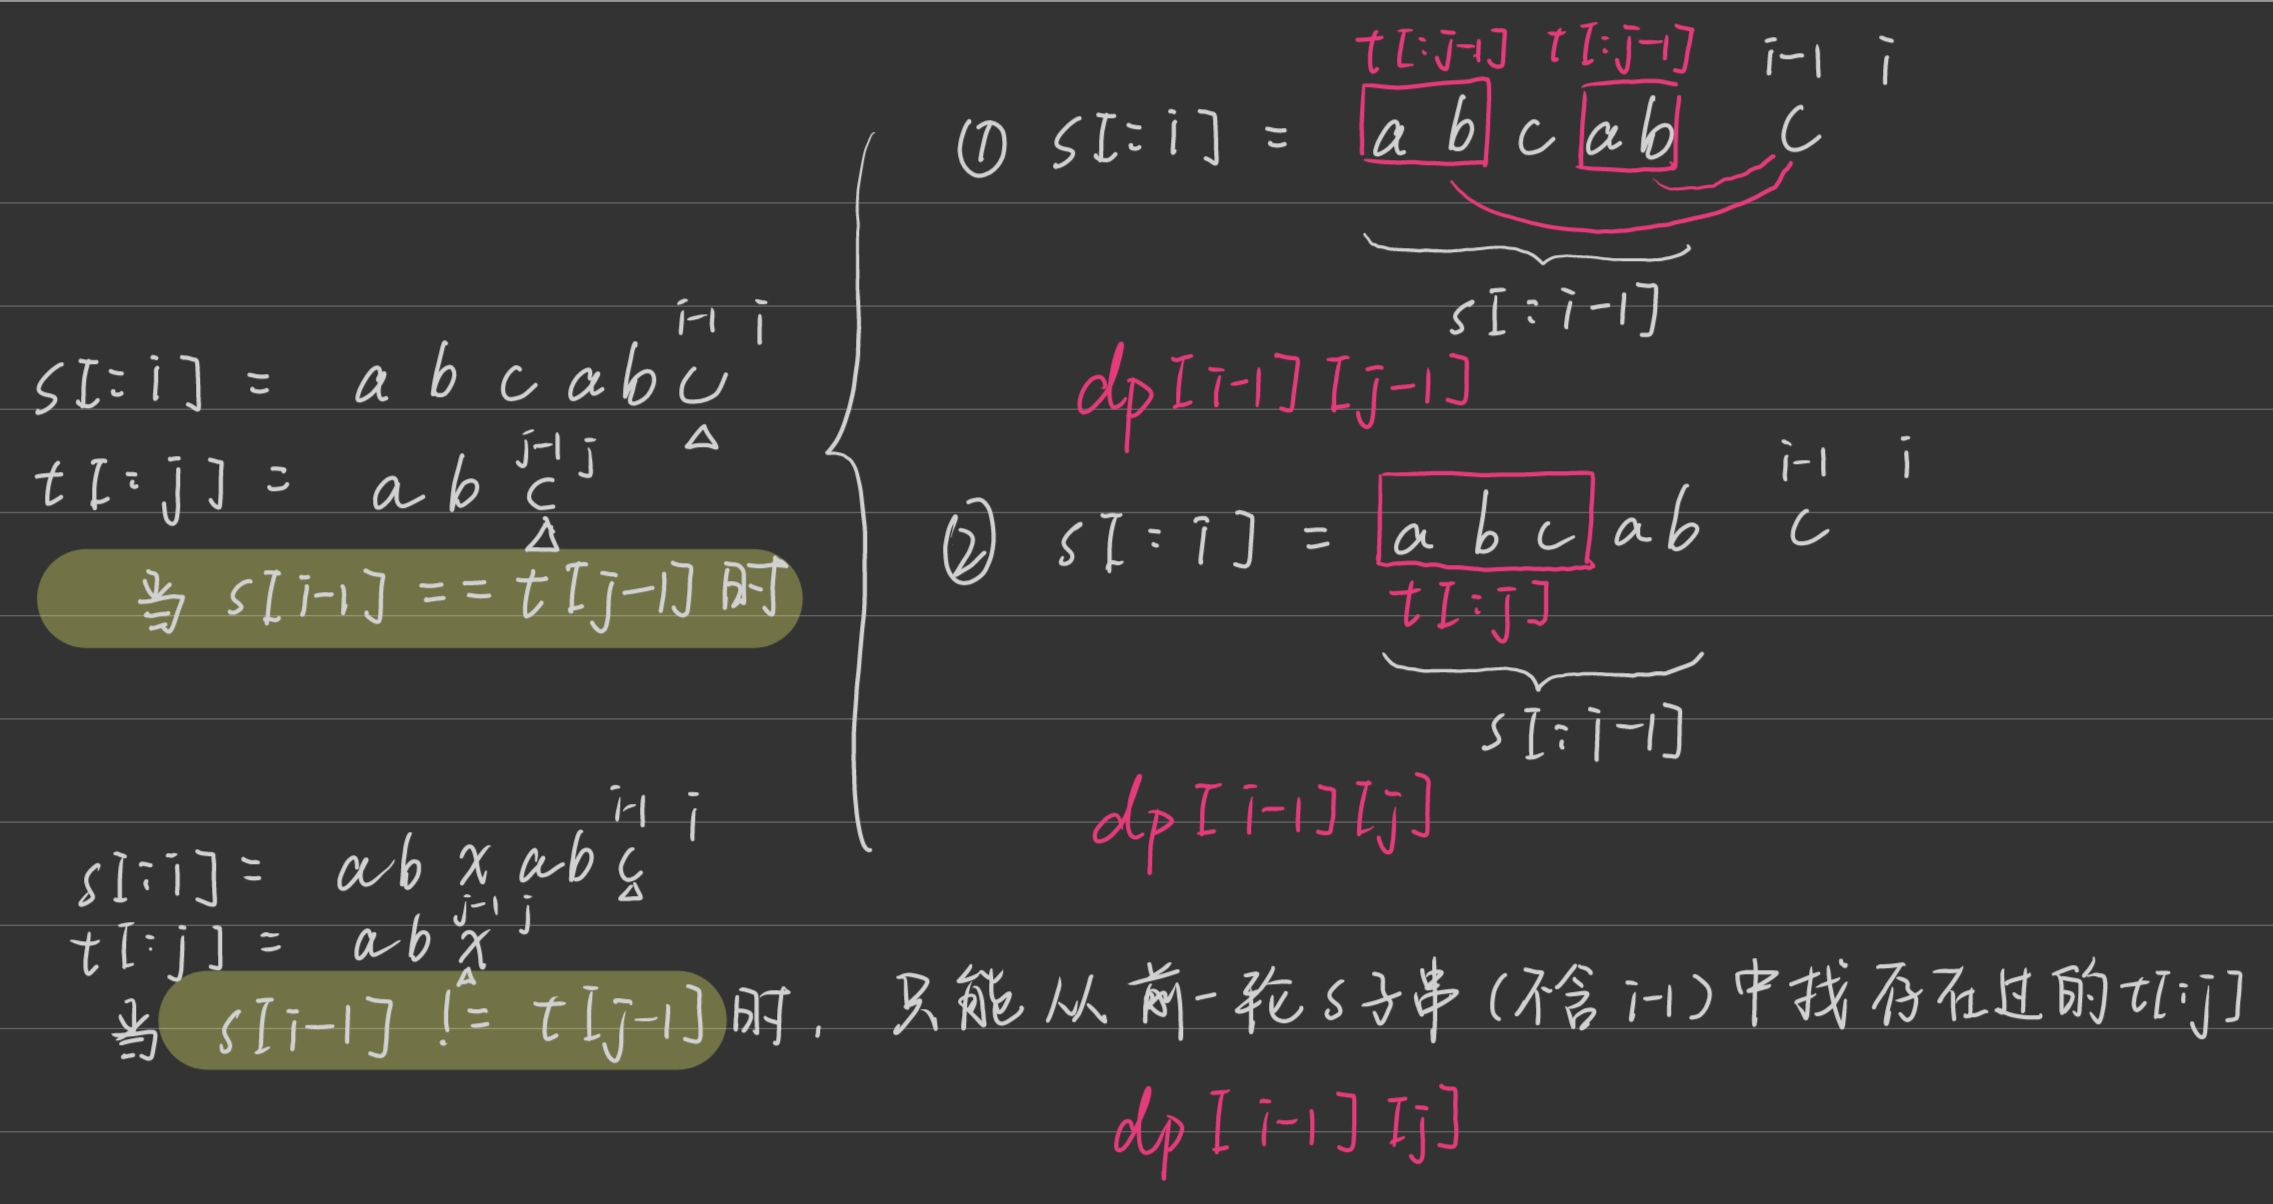 s[:i] = a b c a b c
i-1 i
t[:j] = a b c
j-1 j
当 s[i-1] == t[j-1] 时
t[:j-1] t[:j-1] i-1 i
① s[:i] = a b c a b c
s[:i-1]
dp[i-1][j-1]
i-1 i
② s[:i] = a b c a b c
t[:j]
s[:i-1]
dp[i-1][j]
i-1 i
s[:i] = a b x a b c
j-1 j
t[:j] = a b x
当 s[i-1] != t[j-1] 时, 只能从前一轮s子串(不含i-1)中找存在过的t[:j]
dp[i-1][j]